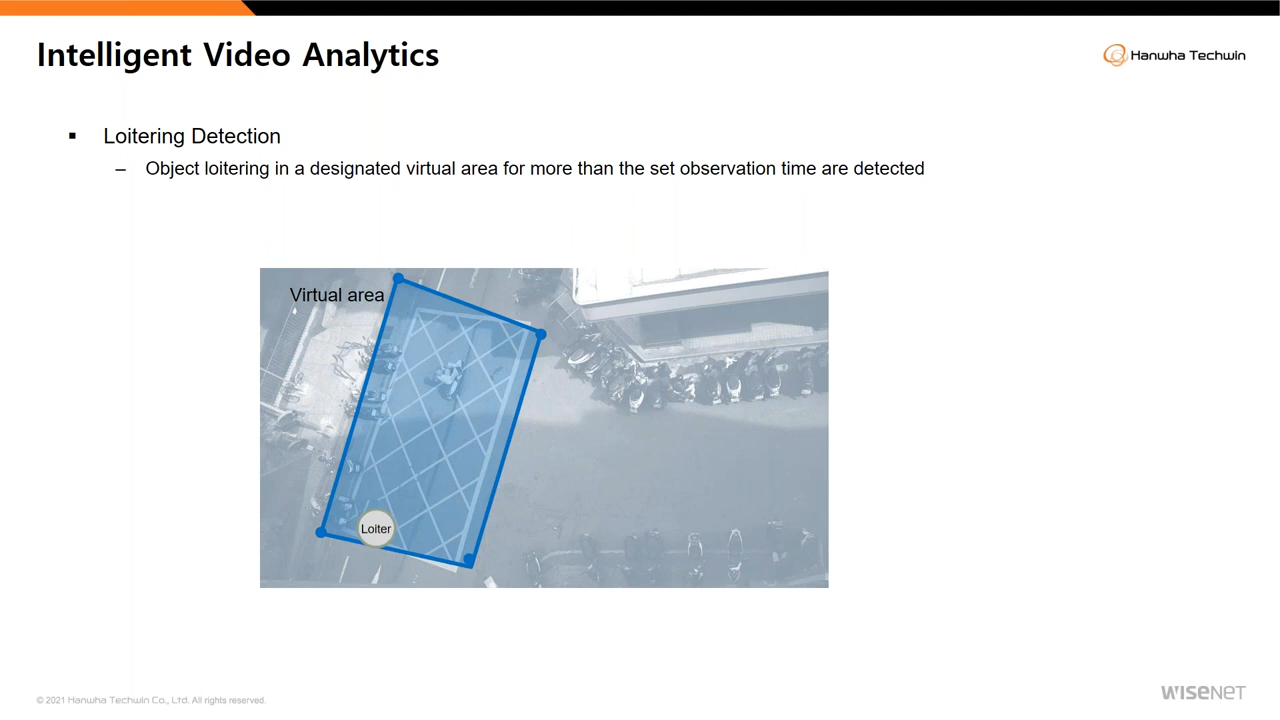 Intelligent Video Analytics
Hanwha Techwin
▪ Loitering Detection
– Object loitering in a designated virtual area for more than the set observation time are detected
Virtual area
Loiter
© 2021 Hanwha Techwin Co., Ltd. All rights reserved.
WISENET